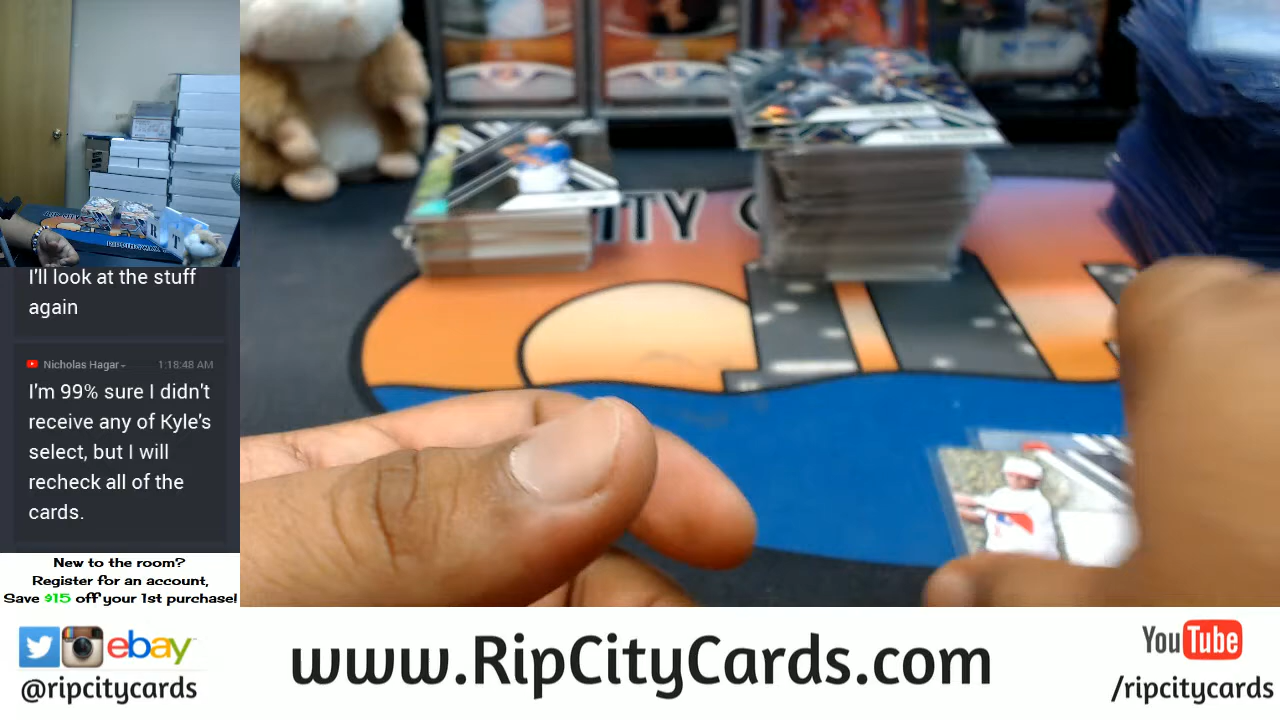 I'll look at the stuff
again
Nicholas Hagar
1:18:48 AM
I'm 99% sure I didn't
receive any of Kyle's
select, but I will
recheck all of the
cards.
New to the room?
Register for an account,
Save $15 off your 1st purchase!
ITY
ebay
@ripcitycards
www.RipCityCards.com
YouTube
/ripcitycards